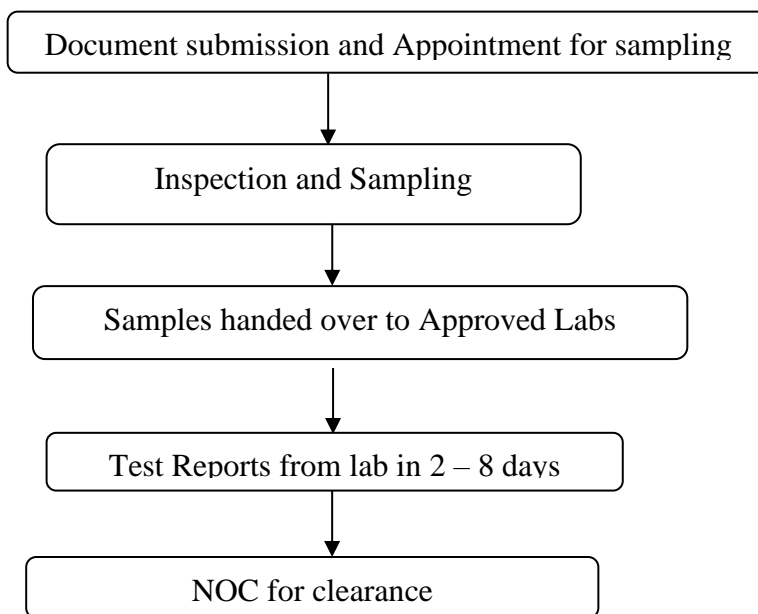 Document submission and Appointment for sampling
Inspection and Sampling
Samples handed over to Approved Labs
Test Reports from lab in 2 – 8 days
NOC for clearance